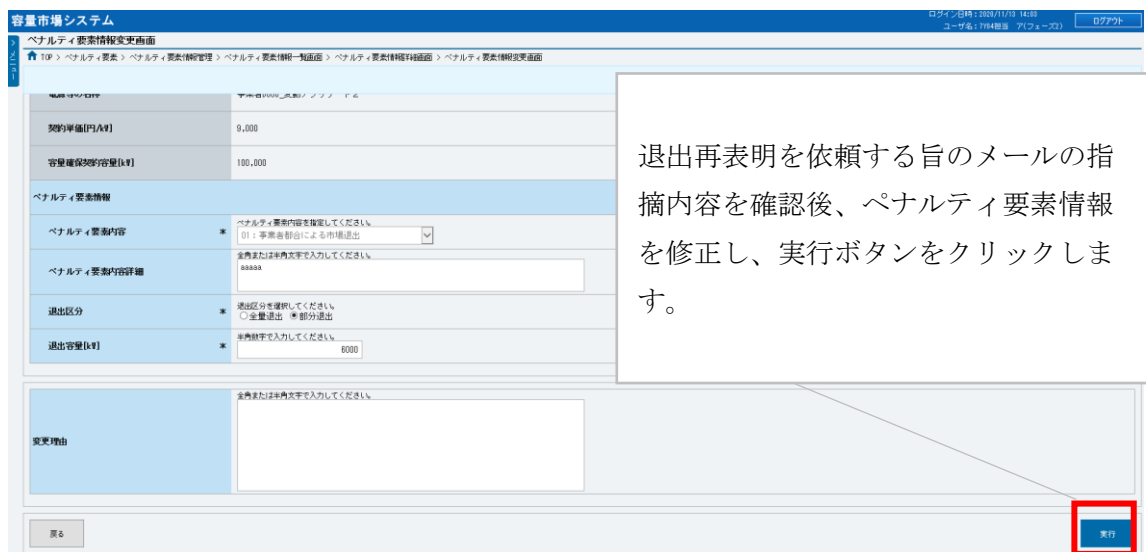 容量市場システム
ログイン日時：2020/11/13 14:03
ログアウト
メニュー
ペナルティ要素情報変更画面
TOP > ペナルティ要素 > ペナルティ要素情報管理 > ペナルティ要素情報一覧画面 > ペナルティ要素情報詳細画面 > ペナルティ要素情報変更画面
契約単価[円/kW]
9,000
容量確保契約容量[kW]
100,000
ペナルティ要素情報
ペナルティ要素内容を指定してください。
ペナルティ要素内容 *
01：事業者都合による市場退出
全角または半角文字で入力してください。
ペナルティ要素内容詳細
aaaaa
退出区分を選択してください。
退出区分 *
全量退出 部分退出
半角数字で入力してください。
退出容量[kW] *
6000
全角または半角文字で入力してください。
変更理由
戻る
実行
退出再表明を依頼する旨のメールの指
摘内容を確認後、ペナルティ要素情報
を修正し、実行ボタンをクリックしま
す。